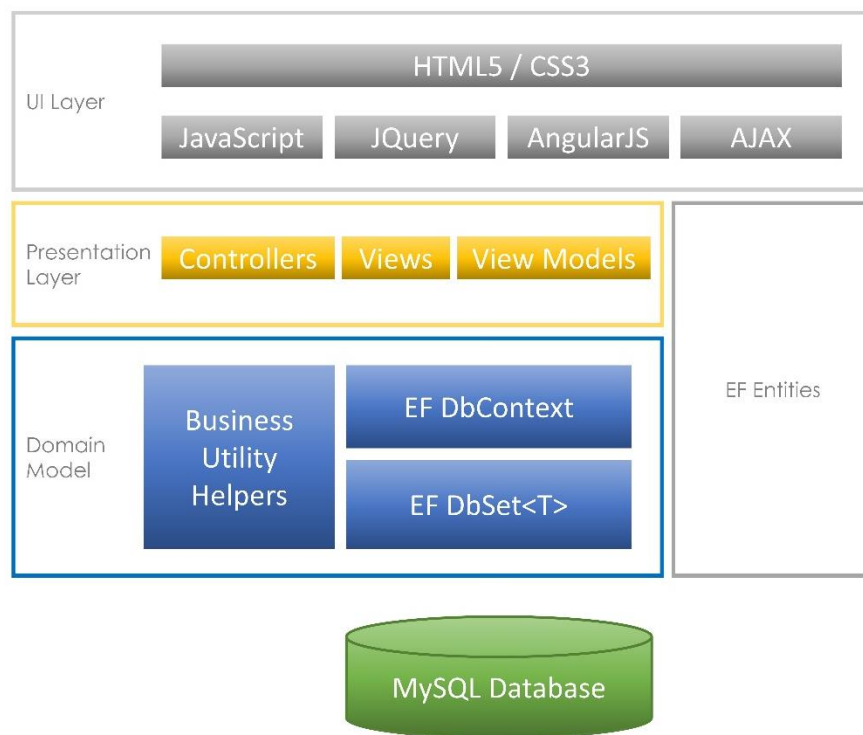 HTML5 / CSS3
UI Layer
JavaScript
JQuery
AngularJS
AJAX
Presentation
Layer
Controllers
Views
View Models
EF Entities
Domain
Model
Business
Utility
Helpers
EF DbContext
EF DbSet<T>
MySQL Database